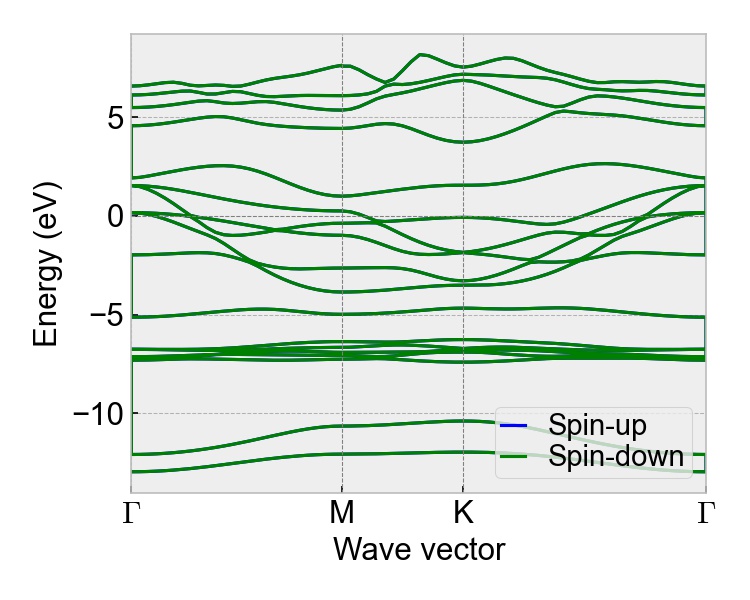 Energy (eV)
5
0
−5
−10
Spin-up
Spin-down
Γ M K Γ
Wave vector